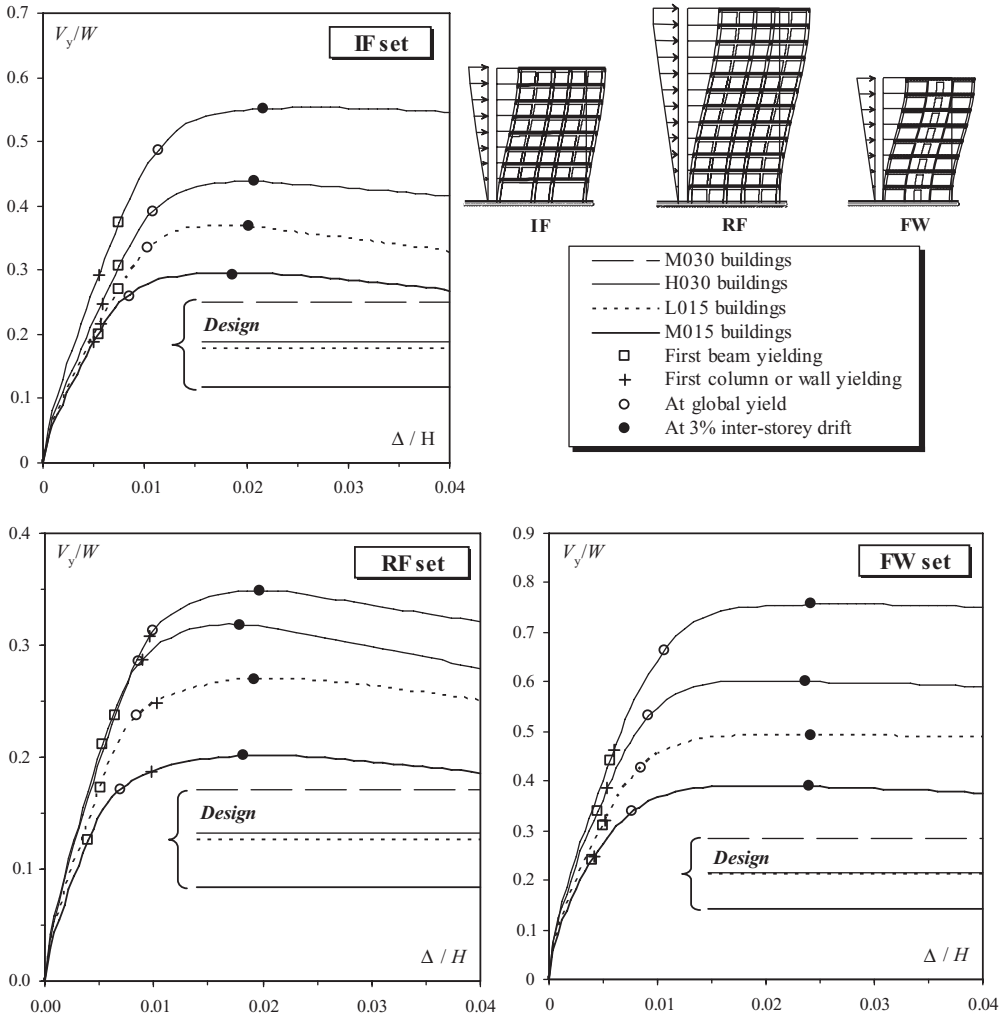 V_y/W
IF set
0.7
0.6
0.5
0.4
0.3
0.2
0.1
0
Design
Δ / H
0 0.01 0.02 0.03 0.04
IF RF FW
M030 buildings
H030 buildings
L015 buildings
M015 buildings
First beam yielding
First column or wall yielding
At global yield
At 3% inter-storey drift
V_y/W
RF set
0.4
0.3
0.2
0.1
0.0
Design
Δ / H
0.00 0.01 0.02 0.03 0.04
V_y/W
FW set
0.9
0.8
0.7
0.6
0.5
0.4
0.3
0.2
0.1
0
Design
Δ / H
0 0.01 0.02 0.03 0.04